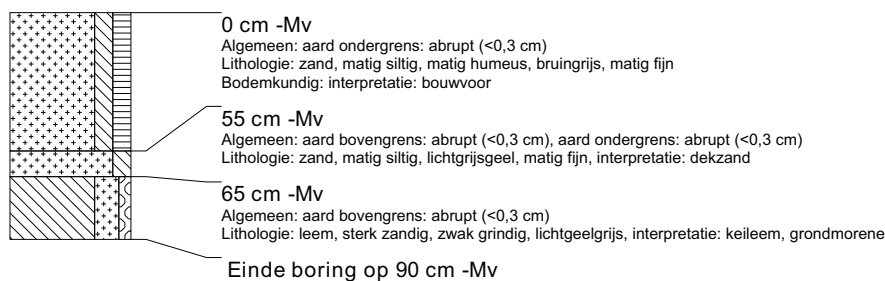 0 cm -Mv
Algemeen: aard ondergrens: abrupt (<0,3 cm)
Lithologie: zand, matig siltig, matig humeus, bruingrijs, matig fijn
Bodemkundig: interpretatie: bouwvoor
55 cm -Mv
Algemeen: aard bovengrens: abrupt (<0,3 cm), aard ondergrens: abrupt (<0,3 cm)
Lithologie: zand, matig siltig, lichtgrijsgeel, matig fijn, interpretatie: dekzand
65 cm -Mv
Algemeen: aard bovengrens: abrupt (<0,3 cm)
Lithologie: leem, sterk zandig, zwak grindig, lichtgeelgrijs, interpretatie: keileem, grondmorene
Einde boring op 90 cm -Mv